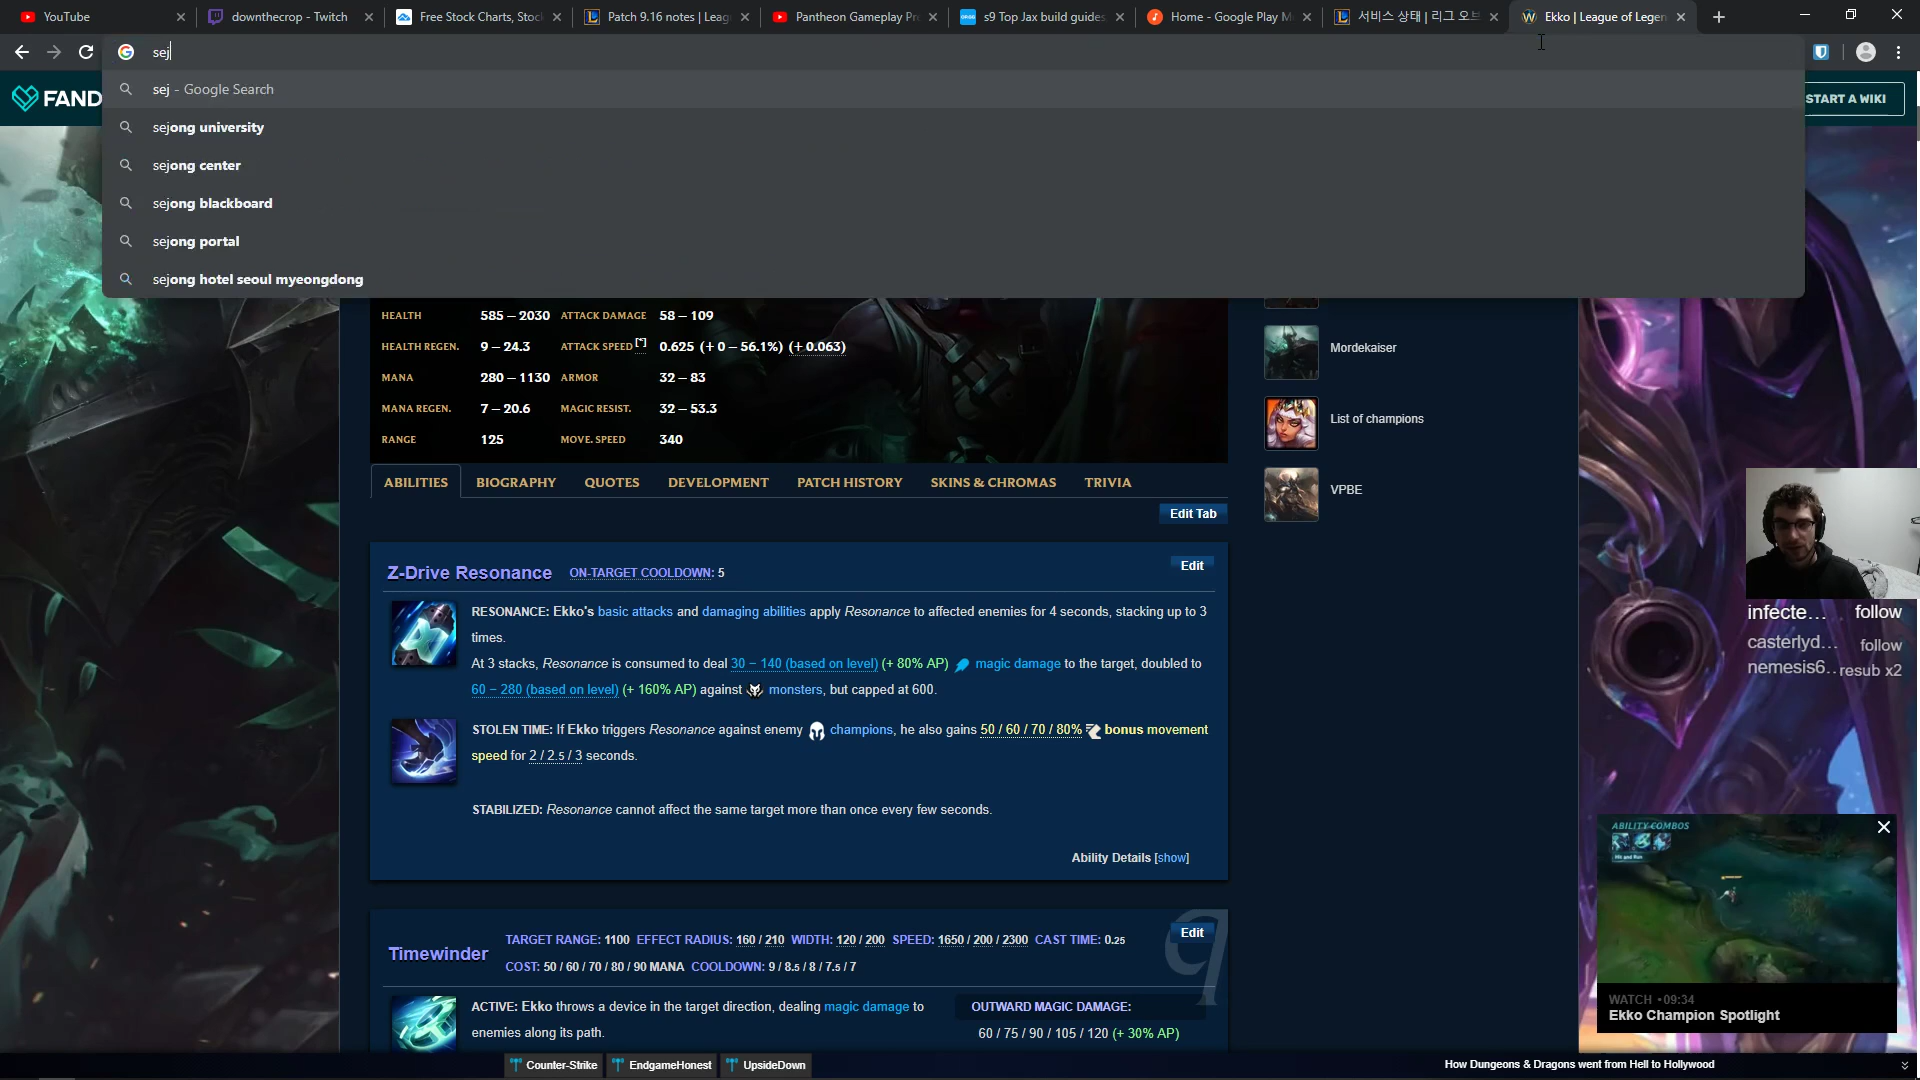 YouTube
downthecrop - Twitch
Free Stock Charts, Stoc
Patch 9.16 notes | Leag
Pantheon Gameplay Pr
s9 Top Jax build guides
Home - Google Play M
서비스 상태 | 리그 오브
Ekko | League of Legen
sej
sej - Google Search
sejong university
sejong center
sejong blackboard
sejong portal
sejong hotel seoul myeongdong
FAND
START A WIKI
HEALTH 585 – 2030 ATTACK DAMAGE 58 – 109
HEALTH REGEN. 9 – 24.3 ATTACK SPEED [*] 0.625 (+ 0 – 56.1%) (+ 0.063)
MANA 280 – 1130 ARMOR 32 – 83
MANA REGEN. 7 – 20.6 MAGIC RESIST. 32 – 53.3
RANGE 125 MOVE. SPEED 340
Mordekaiser
List of champions
VPBE
ABILITIES BIOGRAPHY QUOTES DEVELOPMENT PATCH HISTORY SKINS & CHROMAS TRIVIA
Edit Tab
Z-Drive Resonance ON-TARGET COOLDOWN: 5
Edit
RESONANCE: Ekko's basic attacks and damaging abilities apply Resonance to affected enemies for 4 seconds, stacking up to 3
times.
At 3 stacks, Resonance is consumed to deal 30 – 140 (based on level) (+ 80% AP) magic damage to the target, doubled to
60 – 280 (based on level) (+ 160% AP) against monsters, but capped at 600.
STOLEN TIME: If Ekko triggers Resonance against enemy champions, he also gains 50 / 60 / 70 / 80% bonus movement
speed for 2 / 2.5 / 3 seconds.
STABILIZED: Resonance cannot affect the same target more than once every few seconds.
Ability Details [show]
infecte... follow
casterlyd... follow
nemesis6.. resub x2
Timewinder
TARGET RANGE: 1100 EFFECT RADIUS: 160 / 210 WIDTH: 120 / 200 SPEED: 1650 / 200 / 2300 CAST TIME: 0.25
COST: 50 / 60 / 70 / 80 / 90 MANA COOLDOWN: 9 / 8.5 / 8 / 7.5 / 7
q
Edit
ACTIVE: Ekko throws a device in the target direction, dealing magic damage to
enemies along its path.
OUTWARD MAGIC DAMAGE:
60 / 75 / 90 / 105 / 120 (+ 30% AP)
ABILITY COMBOS
Hit and Run
WATCH • 09:34
Ekko Champion Spotlight
Counter-Strike
EndgameHonest
UpsideDown
How Dungeons & Dragons went from Hell to Hollywood